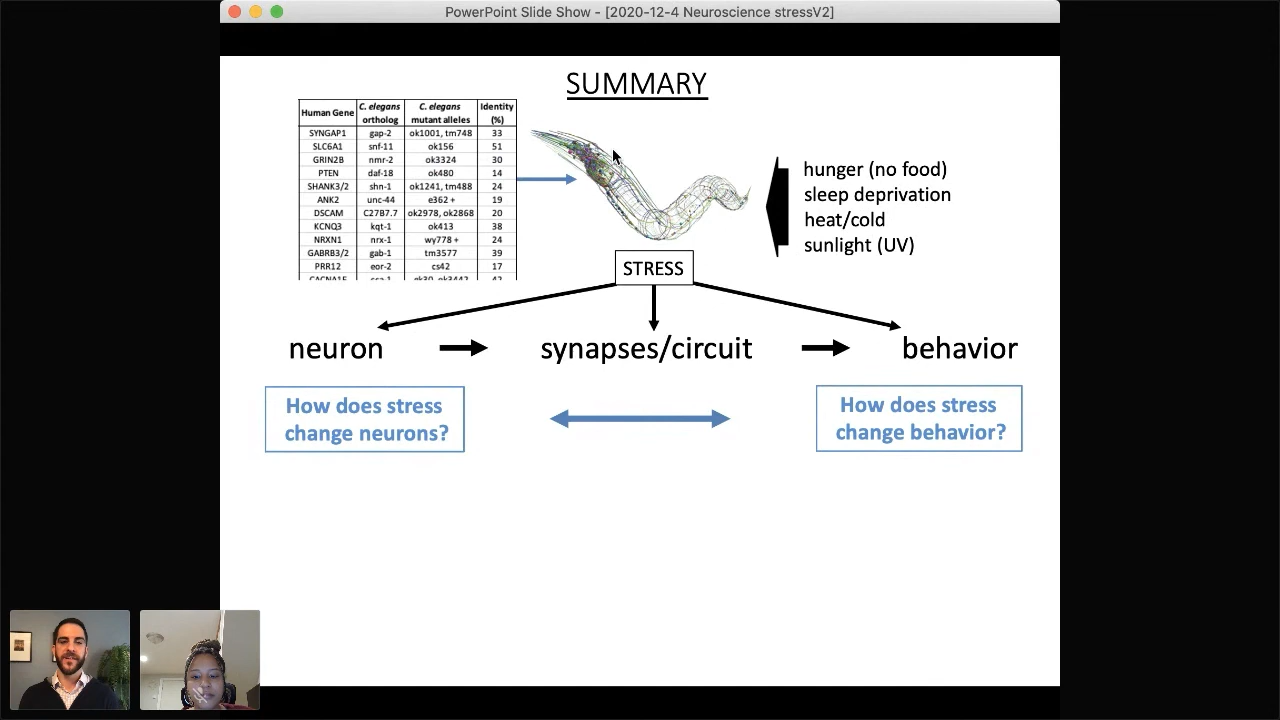 PowerPoint Slide Show - [2020-12-4 Neuroscience stressV2]
SUMMARY
Human Gene C. elegans ortholog C. elegans mutant alleles Identity (%)
SYNGAP1 gap-2 ok1001, tm748 33
SLC6A1 snf-11 ok156 51
GRIN2B nmr-2 ok3324 30
PTEN daf-18 ok480 14
SHANK3/2 shn-1 ok1241, tm488 24
ANK2 unc-44 e362 + 19
DSCAM C27B7.7 ok2978, ok2868 20
KCNQ3 kqt-1 ok413 38
NRXN1 nrx-1 wy778 + 24
GABRB3/2 gab-1 tm3577 39
PRR12 eor-2 cs42 17
hunger (no food)
sleep deprivation
heat/cold
sunlight (UV)
STRESS
neuron
synapses/circuit
behavior
How does stress
change neurons?
How does stress
change behavior?